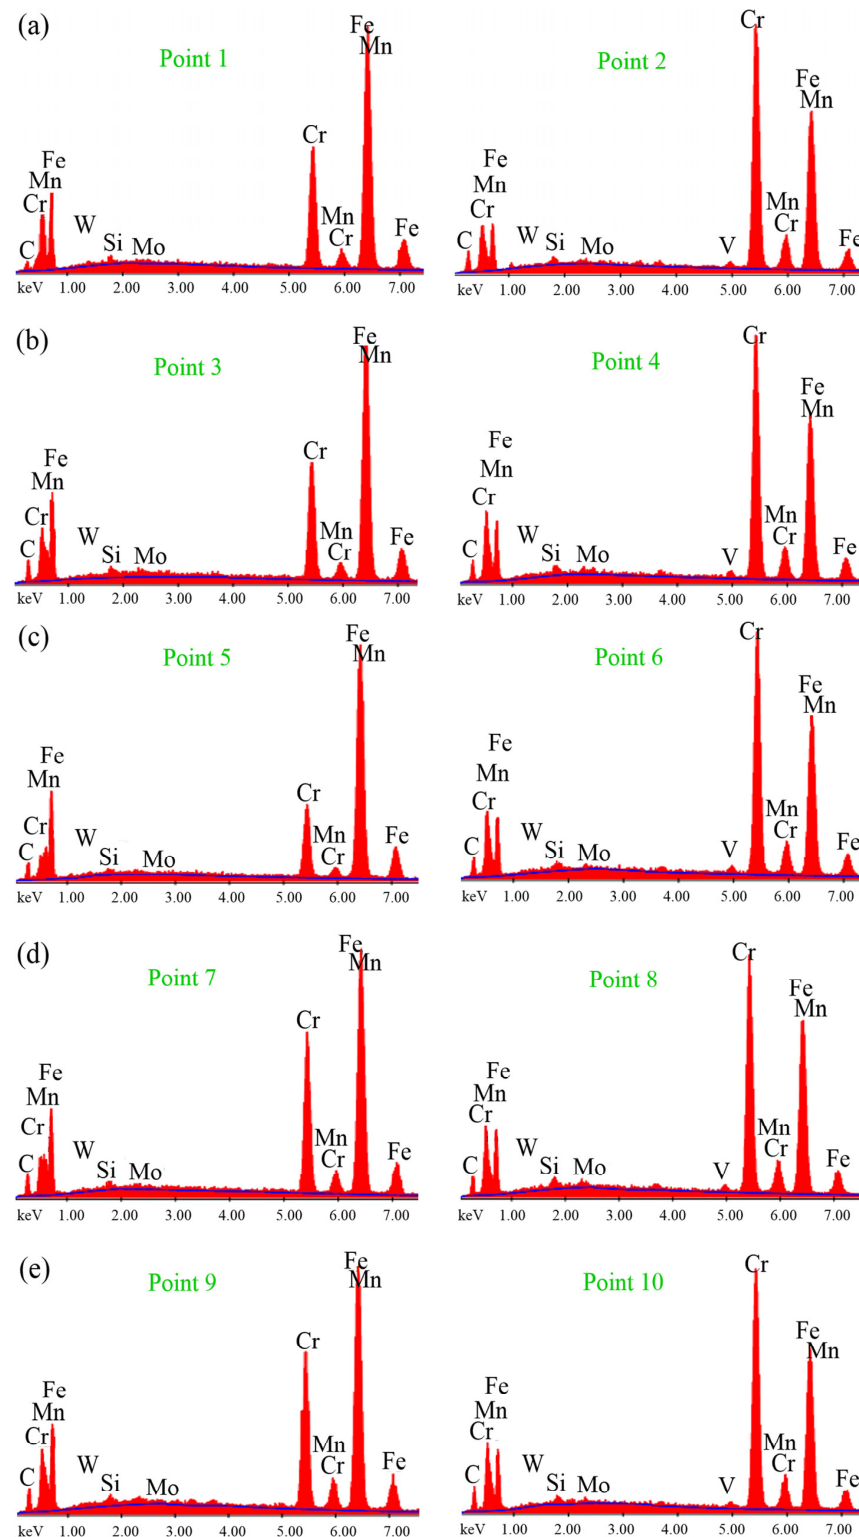 (a)
Point 1
Fe
Mn
Cr
Fe
Mn
Cr
C
W
Si
Mo
Mn
Cr
Fe
keV 1.00 2.00 3.00 4.00 5.00 6.00 7.00
Point 2
Cr
Fe
Mn
Fe
Mn
Cr
C
W
Si
Mo
V
Mn
Cr
Fe
keV 1.00 2.00 3.00 4.00 5.00 6.00 7.00
(b)
Point 3
Fe
Mn
Cr
Fe
Mn
Cr
C
W
Si
Mo
Mn
Cr
Fe
keV 1.00 2.00 3.00 4.00 5.00 6.00 7.00
Point 4
Cr
Fe
Mn
Fe
Mn
Cr
C
W
Si
Mo
V
Mn
Cr
Fe
keV 1.00 2.00 3.00 4.00 5.00 6.00 7.00
(c)
Point 5
Fe
Mn
Cr
Fe
Mn
Cr
C
W
Si
Mo
Mn
Cr
Fe
keV 1.00 2.00 3.00 4.00 5.00 6.00 7.00
Point 6
Cr
Fe
Mn
Fe
Mn
Cr
C
W
Si
Mo
V
Mn
Cr
Fe
keV 1.00 2.00 3.00 4.00 5.00 6.00 7.00
(d)
Point 7
Fe
Mn
Cr
Fe
Mn
Cr
C
W
Si
Mo
Mn
Cr
Fe
keV 1.00 2.00 3.00 4.00 5.00 6.00 7.00
Point 8
Cr
Fe
Mn
Fe
Mn
Cr
C
W
Si
Mo
V
Mn
Cr
Fe
keV 1.00 2.00 3.00 4.00 5.00 6.00 7.00
(e)
Point 9
Fe
Mn
Cr
Fe
Mn
Cr
C
W
Si
Mo
Mn
Cr
Fe
keV 1.00 2.00 3.00 4.00 5.00 6.00 7.00
Point 10
Cr
Fe
Mn
Fe
Mn
Cr
C
W
Si
Mo
V
Mn
Cr
Fe
keV 1.00 2.00 3.00 4.00 5.00 6.00 7.00